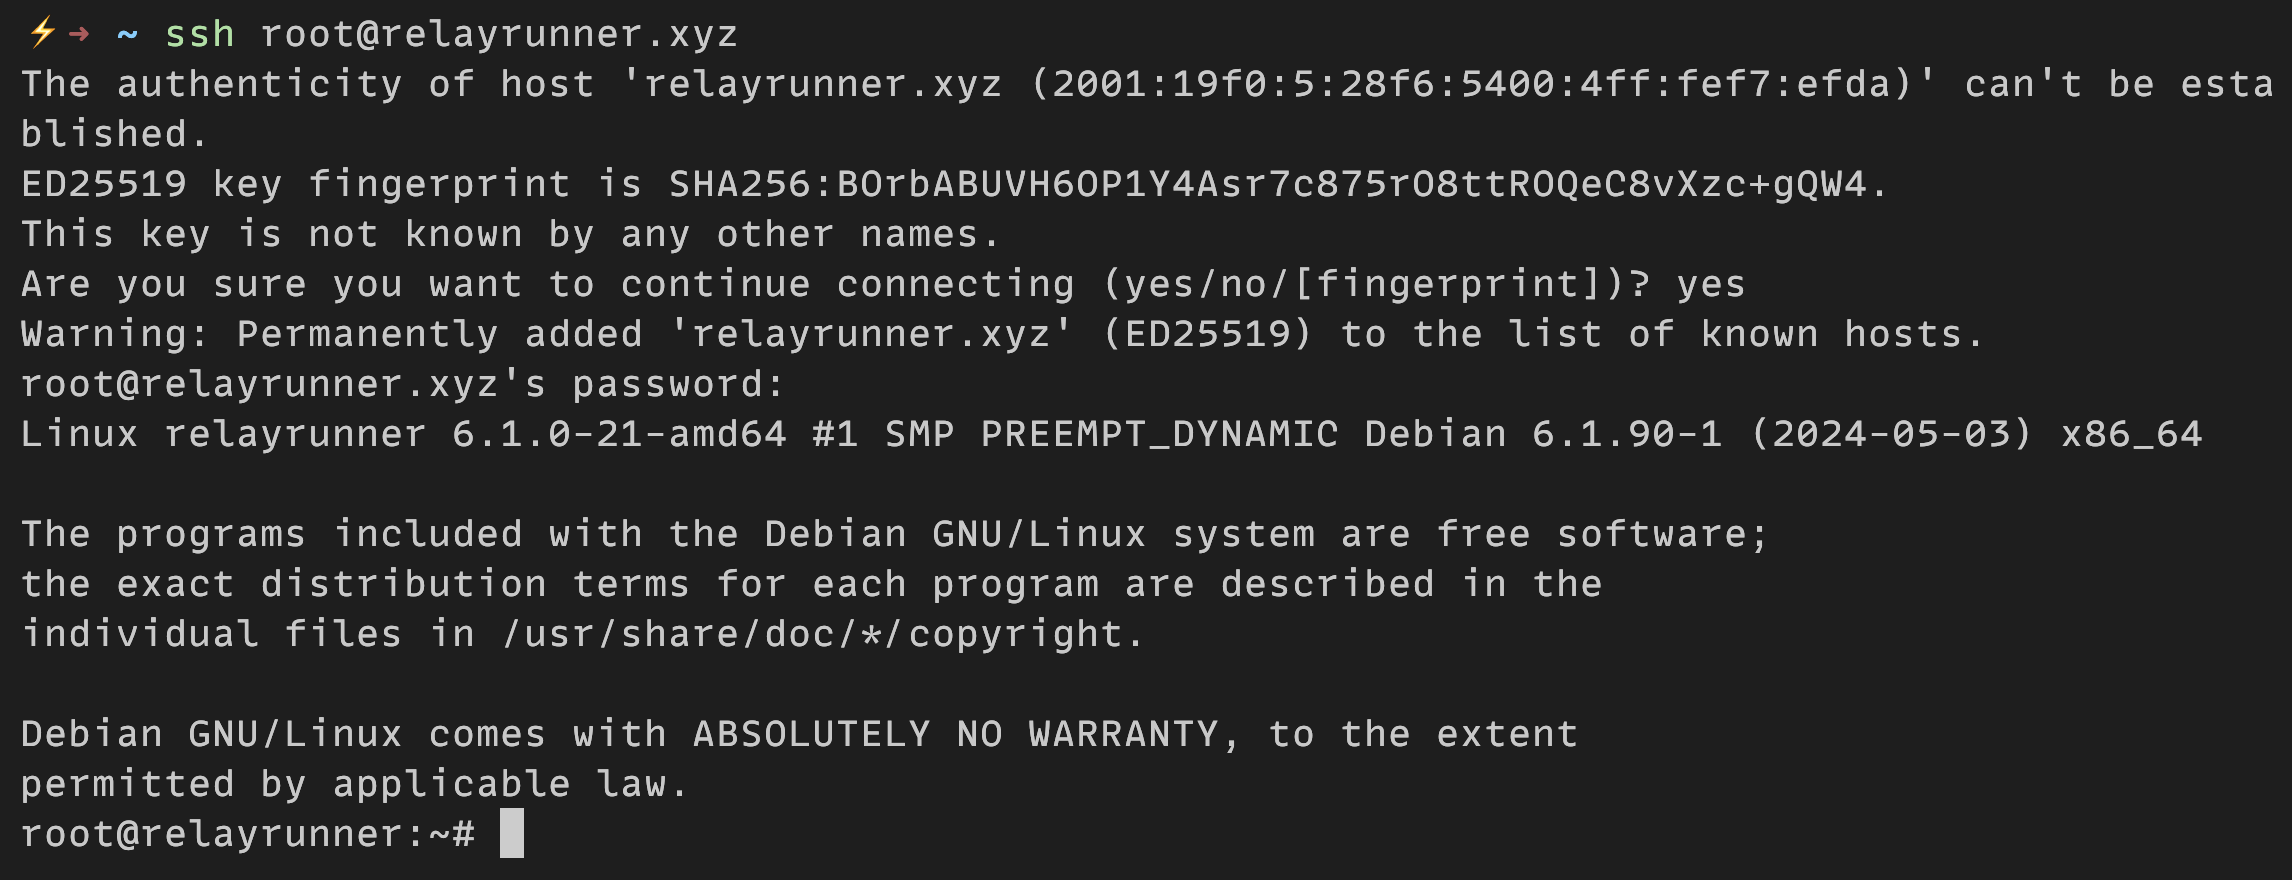 ⚡➜ ~ ssh root@relayrunner.xyz
The authenticity of host 'relayrunner.xyz (2001:19f0:5:28f6:5400:4ff:fef7:efda)' can't be esta
blished.
ED25519 key fingerprint is SHA256:BOrbABUVH6OP1Y4Asr7c875rO8ttROQeC8vXzc+gQW4.
This key is not known by any other names.
Are you sure you want to continue connecting (yes/no/[fingerprint])? yes
Warning: Permanently added 'relayrunner.xyz' (ED25519) to the list of known hosts.
root@relayrunner.xyz's password:
Linux relayrunner 6.1.0-21-amd64 #1 SMP PREEMPT_DYNAMIC Debian 6.1.90-1 (2024-05-03) x86_64

The programs included with the Debian GNU/Linux system are free software;
the exact distribution terms for each program are described in the
individual files in /usr/share/doc/*/copyright.

Debian GNU/Linux comes with ABSOLUTELY NO WARRANTY, to the extent
permitted by applicable law.
root@relayrunner:~#